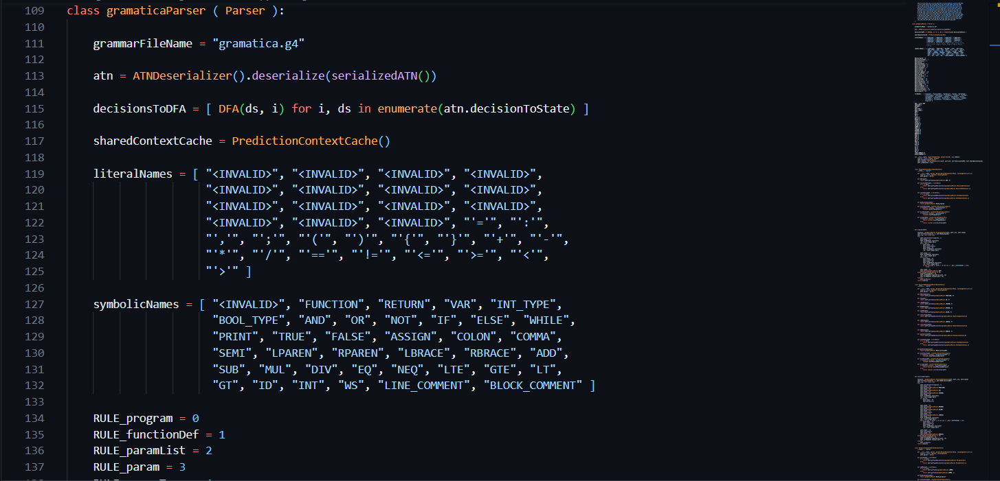 109 class gramaticaParser ( Parser ):
110
111 grammarFileName = "gramatica.g4"
112
113 atn = ATNDeserializer().deserialize(serializedATN())
114
115 decisionsToDFA = [ DFA(ds, i) for i, ds in enumerate(atn.decisionToState) ]
116
117 sharedContextCache = PredictionContextCache()
118
119 literalNames = [ "<INVALID>", "<INVALID>", "<INVALID>", "<INVALID>",
120 "<INVALID>", "<INVALID>", "<INVALID>", "<INVALID>",
121 "<INVALID>", "<INVALID>", "<INVALID>", "<INVALID>",
122 "<INVALID>", "<INVALID>", "<INVALID>", "'='", "':'",
123 "','", "';'", "'('", "')'", "'{'", "'}'", "'+'", "'-'",
124 "'*'", "'/'", "'=='", "'!='", "'<='", "'>='", "'<'",
125 "'>'" ]
126
127 symbolicNames = [ "<INVALID>", "FUNCTION", "RETURN", "VAR", "INT_TYPE",
128 "BOOL_TYPE", "AND", "OR", "NOT", "IF", "ELSE", "WHILE",
129 "PRINT", "TRUE", "FALSE", "ASSIGN", "COLON", "COMMA",
130 "SEMI", "LPAREN", "RPAREN", "LBRACE", "RBRACE", "ADD",
131 "SUB", "MUL", "DIV", "EQ", "NEQ", "LTE", "GTE", "LT",
132 "GT", "ID", "INT", "WS", "LINE_COMMENT", "BLOCK_COMMENT" ]
133
134 RULE_program = 0
135 RULE_functionDef = 1
136 RULE_paramList = 2
137 RULE_param = 3